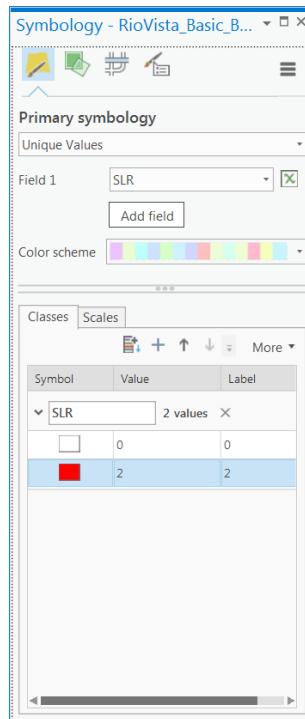 Symbology - RioVista_Basic_B...
Primary symbology
Unique Values
Field 1 SLR
Add field
Color scheme
Classes Scales
More
Symbol Value Label
SLR 2 values
0 0
2 2